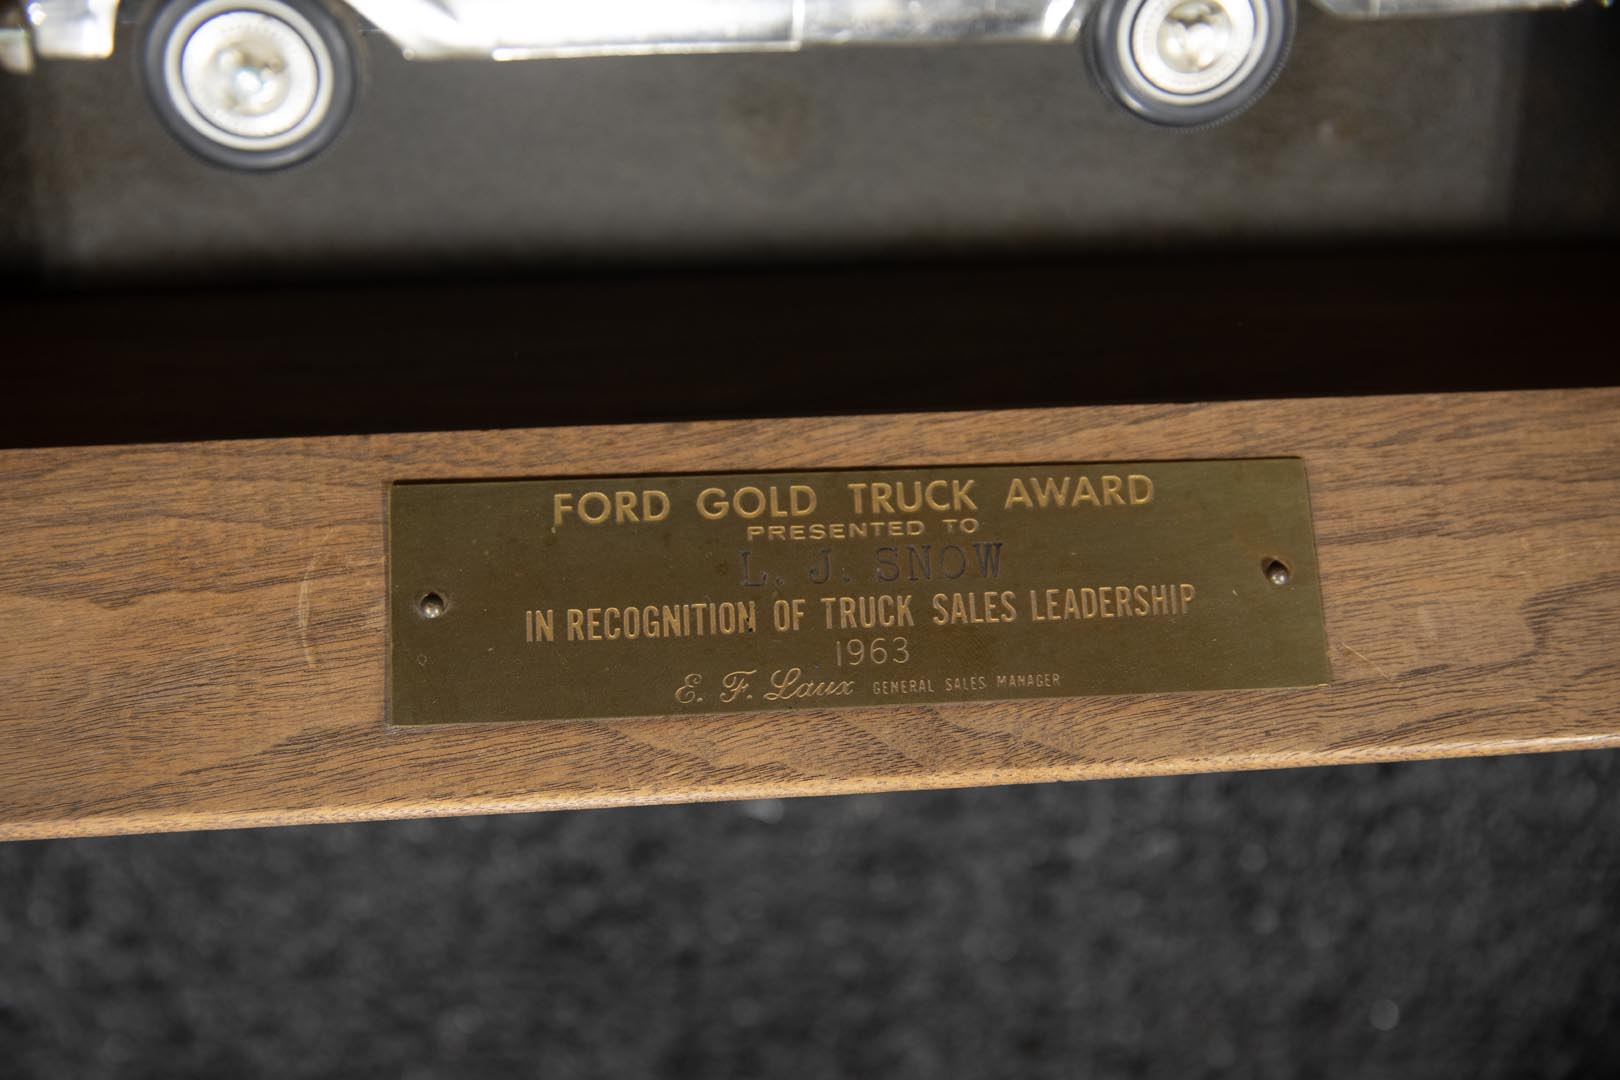 FORD GOLD TRUCK AWARD
PRESENTED TO
L. J. SNOW
IN RECOGNITION OF TRUCK SALES LEADERSHIP
1963
E. F. Laux GENERAL SALES MANAGER